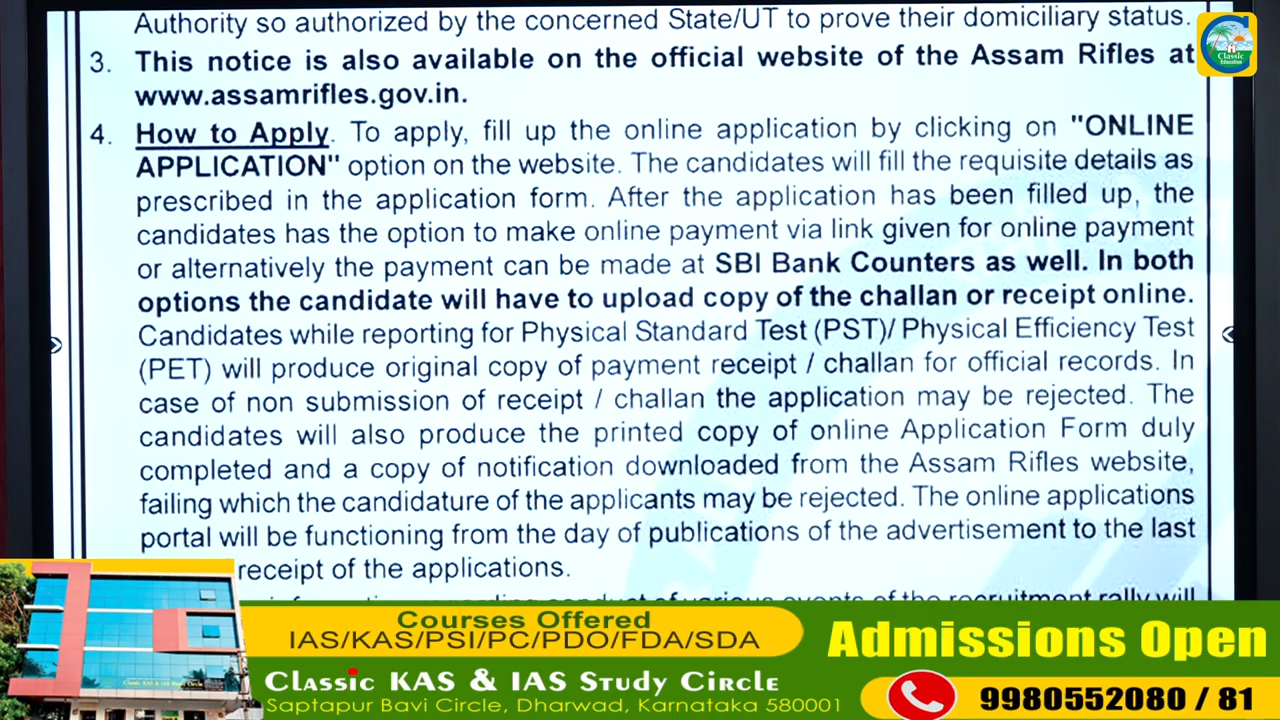 Authority so authorized by the concerned State/UT to prove their domiciliary status.
3. This notice is also available on the official website of the Assam Rifles at
www.assamrifles.gov.in.
4. How to Apply. To apply, fill up the online application by clicking on "ONLINE
APPLICATION" option on the website. The candidates will fill the requisite details as
prescribed in the application form. After the application has been filled up, the
candidates has the option to make online payment via link given for online payment
or alternatively the payment can be made at SBI Bank Counters as well. In both
options the candidate will have to upload copy of the challan or receipt online.
Candidates while reporting for Physical Standard Test (PST)/ Physical Efficiency Test
(PET) will produce original copy of payment receipt / challan for official records. In
case of non submission of receipt / challan the application may be rejected. The
candidates will also produce the printed copy of online Application Form duly
completed and a copy of notification downloaded from the Assam Rifles website,
failing which the candidature of the applicants may be rejected. The online applications
portal will be functioning from the day of publications of the advertisement to the last
receipt of the applications.
conduct of various events of the recruitment rally will
Classic
Education
Courses Offered
IAS/KAS/PSI/PC/PDO/FDA/SDA
Admissions Open
Classic KAS & IAS Study Circle
Saptapur Bavi Circle, Dharwad, Karnataka 580001
9980552080 / 81